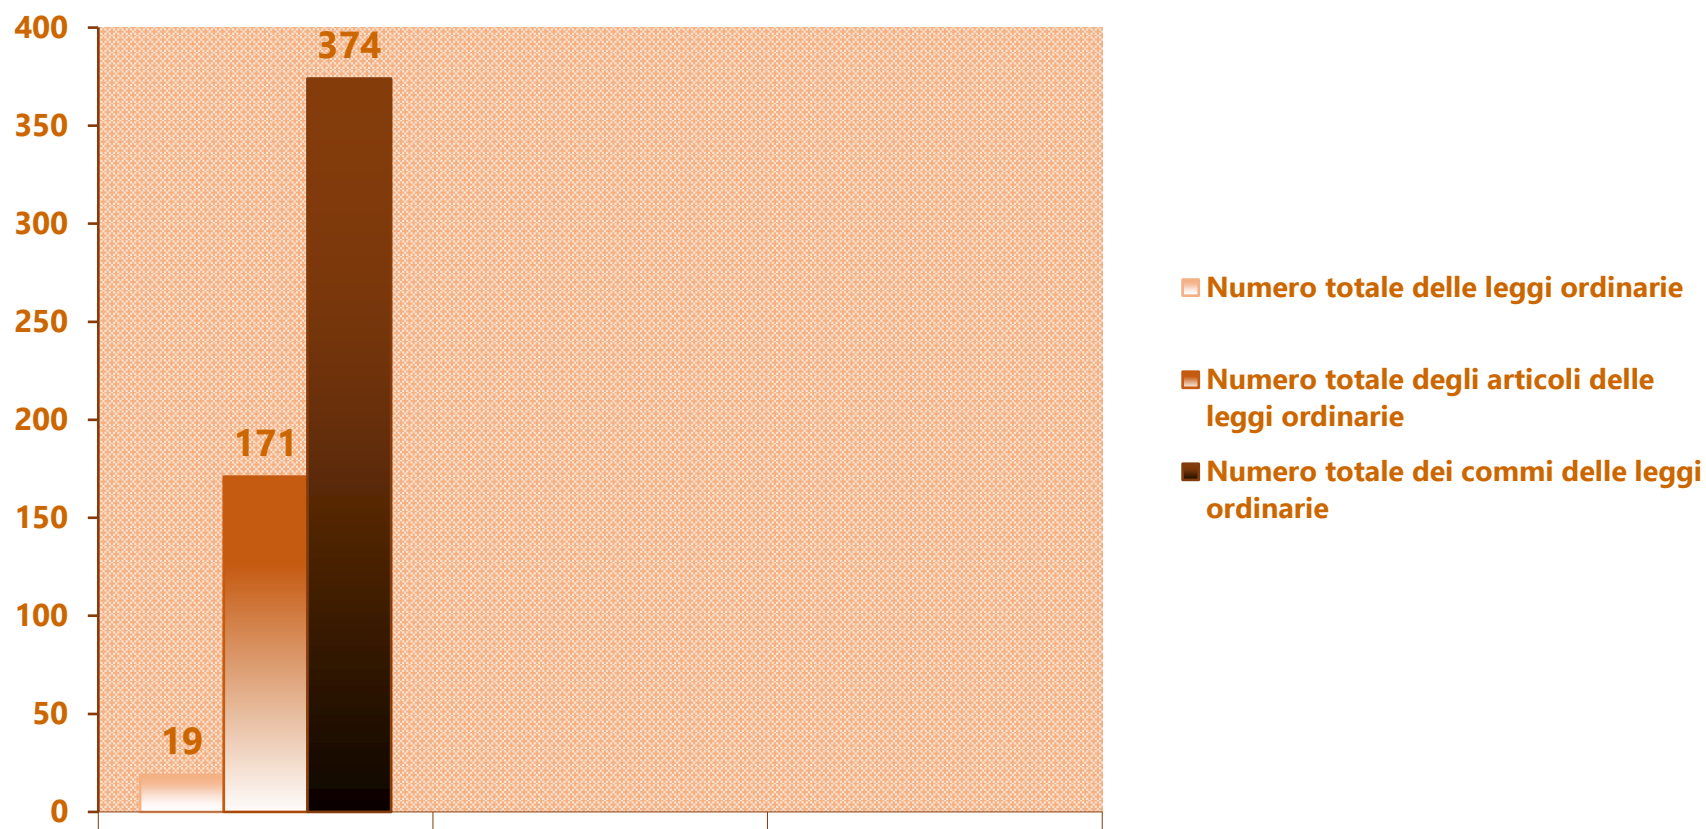 400
350
300
250
200
150
100
50
0
19
171
374
Numero totale delle leggi ordinarie
Numero totale degli articoli delle
leggi ordinarie
Numero totale dei commi delle leggi
ordinarie